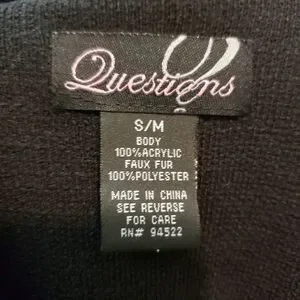 Questions
S/M
BODY
100%ACRYLIC
FAUX FUR
100%POLYESTER
MADE IN CHINA
SEE REVERSE
FOR CARE
RN# 94522